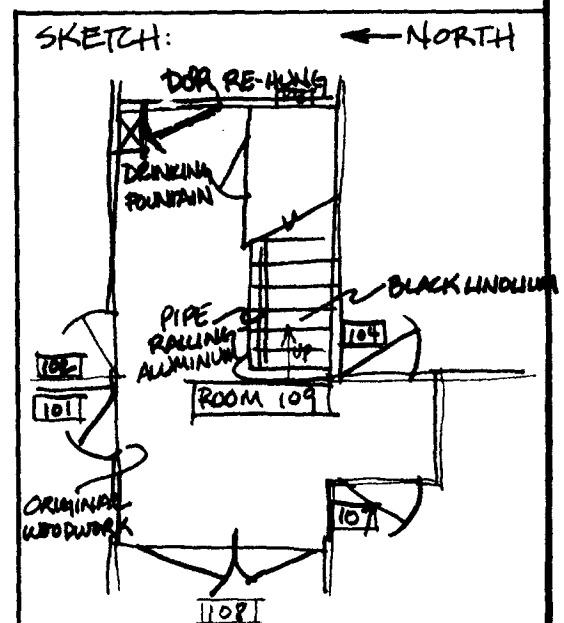 SKETCH:
← NORTH
DOOR RE-HUNG
DRINKING
FOUNTAIN
BLACK LINOLIUM
PIPE
RAILING
ALUMINUM
UP
104
102
101
ROOM 109
ORIGINAL
WOODWORK
107
108